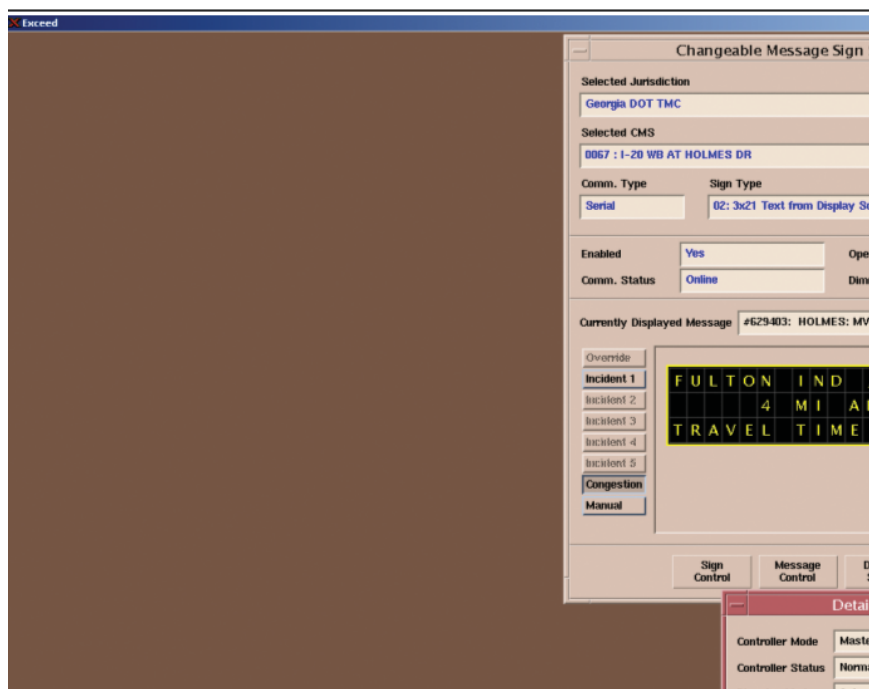 Exceed
Changeable Message Sign
Selected Jurisdiction
Georgia DOT TMC
Selected CMS
0067 : I-20 WB AT HOLMES DR
Comm. Type Sign Type
Serial 02: 3x21 Text from Display
Enabled Yes
Comm. Status Online
Currently Displayed Message #629403: HOLMES: MV
Override
Incident 1
Incident 2
Incident 3
Incident 4
Incident 5
Congestion
Manual
FULTON IND
4 MI
TRAVEL TIME
Sign Control
Message Control
Controller Mode
Controller Status